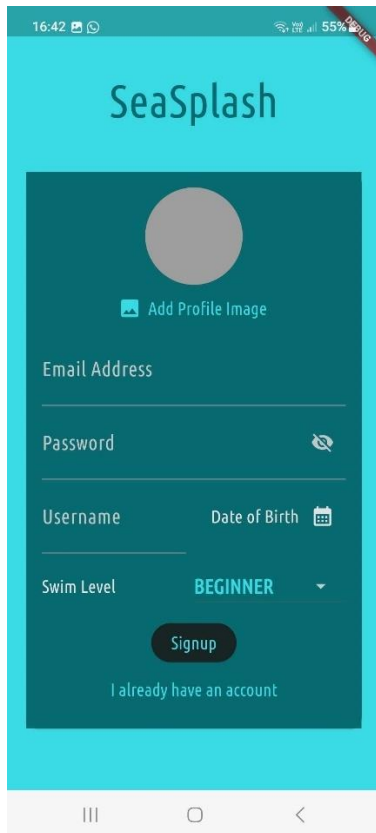 16:42 55%
DEBUG
SeaSplash
Add Profile Image
Email Address
Password
Username Date of Birth
Swim Level BEGINNER
Signup
I already have an account